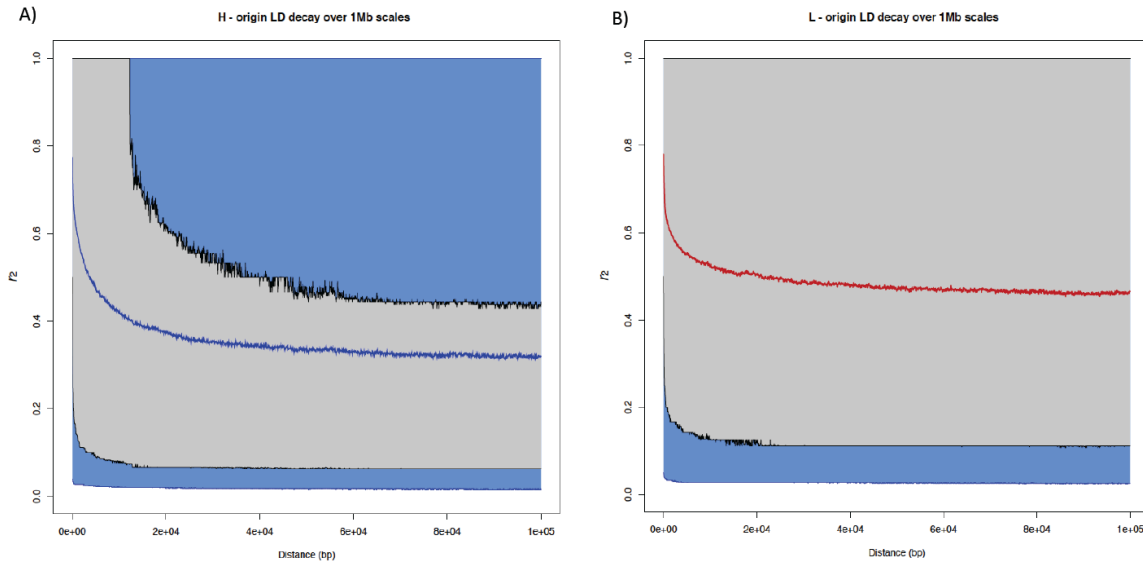 A)
H - origin LD decay over 1Mb scales
r2
1.0
0.8
0.6
0.4
0.2
0.0
0e+00 2e+04 4e+04 6e+04 8e+04 1e+05
Distance (bp)
B)
L - origin LD decay over 1Mb scales
r2
1.0
0.8
0.6
0.4
0.2
0.0
0e+00 2e+04 4e+04 6e+04 8e+04 1e+05
Distance (bp)